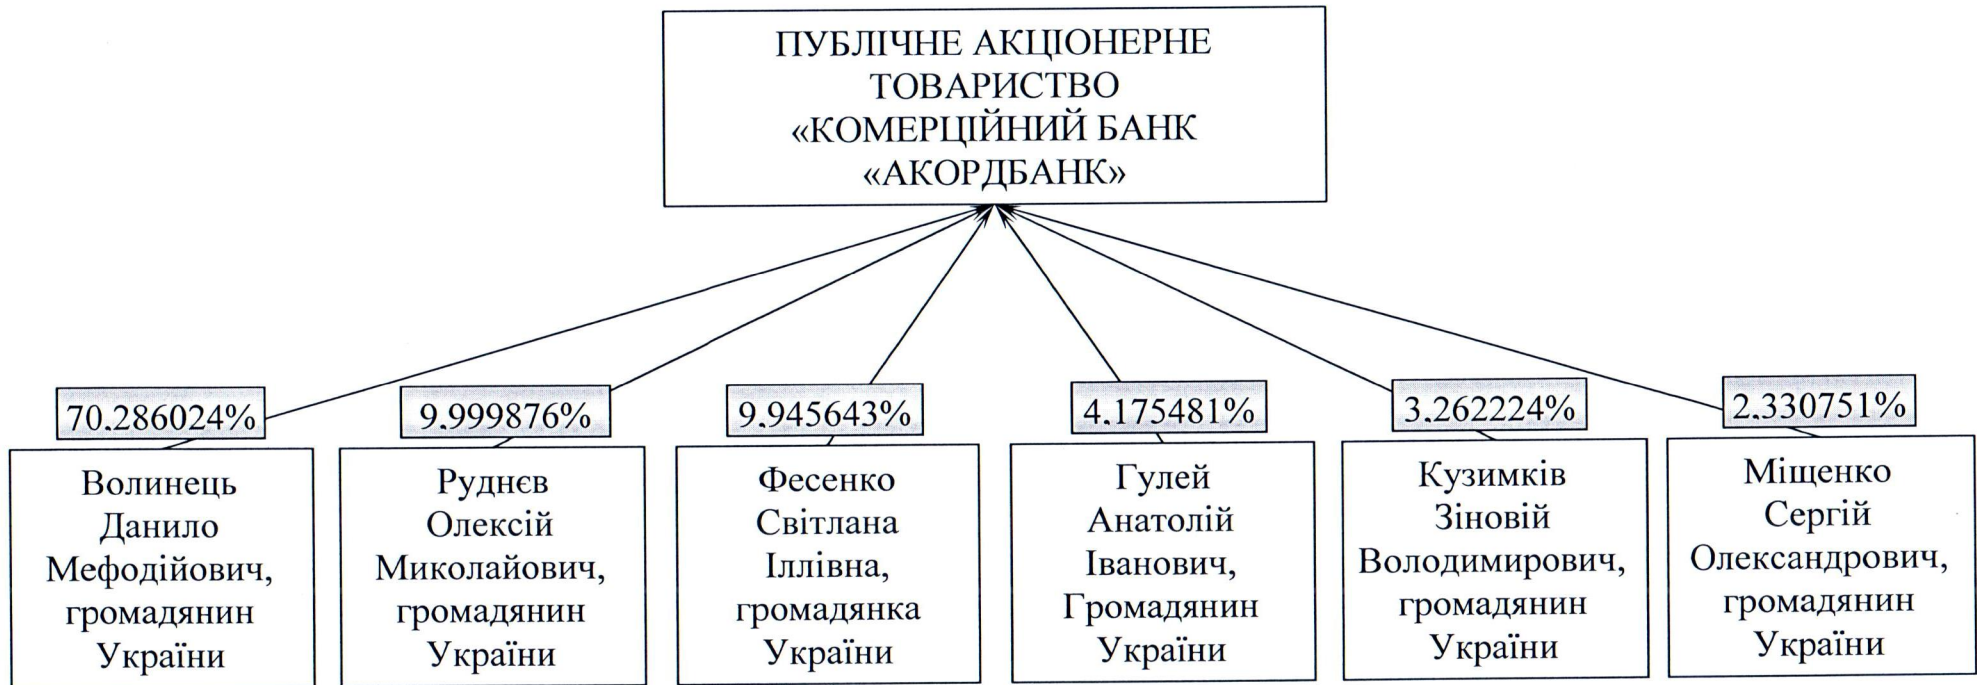 ПУБЛІЧНЕ АКЦІОНЕРНЕ
ТОВАРИСТВО
«КОМЕРЦІЙНИЙ БАНК
«АКОРДБАНК»
70,286024%
9,999876%
9,945643%
4,175481%
3,262224%
2,330751%
Волинець
Данило
Мефодійович,
громадянин
України
Руднєв
Олексій
Миколайович,
громадянин
України
Фесенко
Світлана
Іллівна,
громадянка
України
Гулей
Анатолій
Іванович,
Громадянин
України
Кузимків
Зіновій
Володимирович,
громадянин
України
Міщенко
Сергій
Олександрович,
громадянин
України